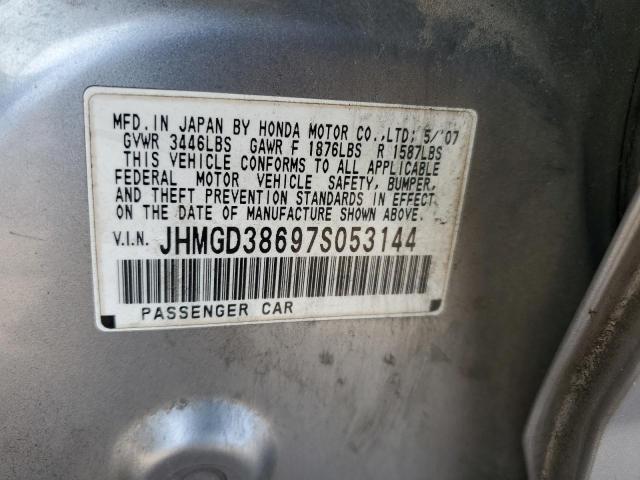 MFD. IN JAPAN BY HONDA MOTOR CO., LTD; 5/'07
GVWR 3446LBS GAWR F 1876LBS R 1587LBS
THIS VEHICLE CONFORMS TO ALL APPLICABLE
FEDERAL MOTOR VEHICLE SAFETY, BUMPER,
AND THEFT PREVENTION STANDARDS IN EFFECT
ON THE DATE OF MANUFACTURE SHOWN ABOVE.
V.I.N. JHMGD38697S053144
PASSENGER CAR